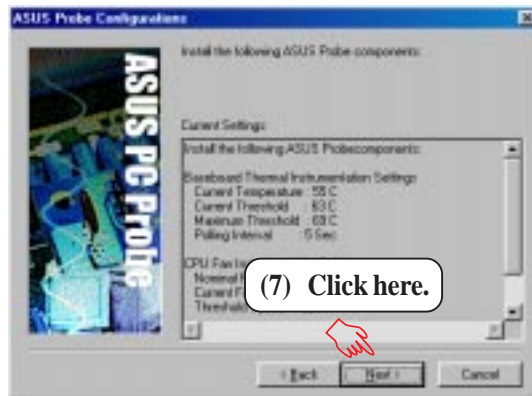 ASUS Probe Configurations
ASUS PC Probe
Install the following ASUS Probe components:
Current Settings:
Install the following ASUS Probecomponents:
Baseboard Thermal Instrumentation Settings
Current Temperature : 55 C
Current Threshold : 63 C
Maximum Threshold : 69 C
Polling Interval : 5 Sec
CPU Fan
Nominal
Current
Threshold
(7) Click here.
< Back
Next >
Cancel